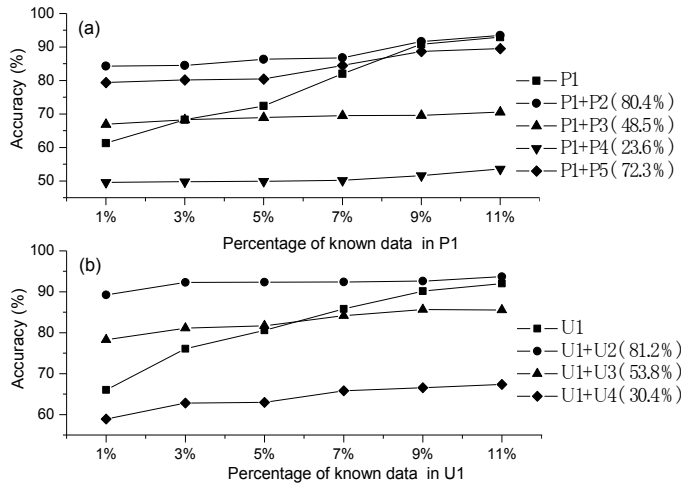 (a)
Accuracy (%)
100
90
80
70
60
50
1% 3% 5% 7% 9% 11%
Percentage of known data in P1
P1
P1+P2(80.4%)
P1+P3(48.5%)
P1+P4(23.6%)
P1+P5(72.3%)
(b)
Accuracy (%)
100
90
80
70
60
1% 3% 5% 7% 9% 11%
Percentage of known data in U1
U1
U1+U2(81.2%)
U1+U3(53.8%)
U1+U4(30.4%)